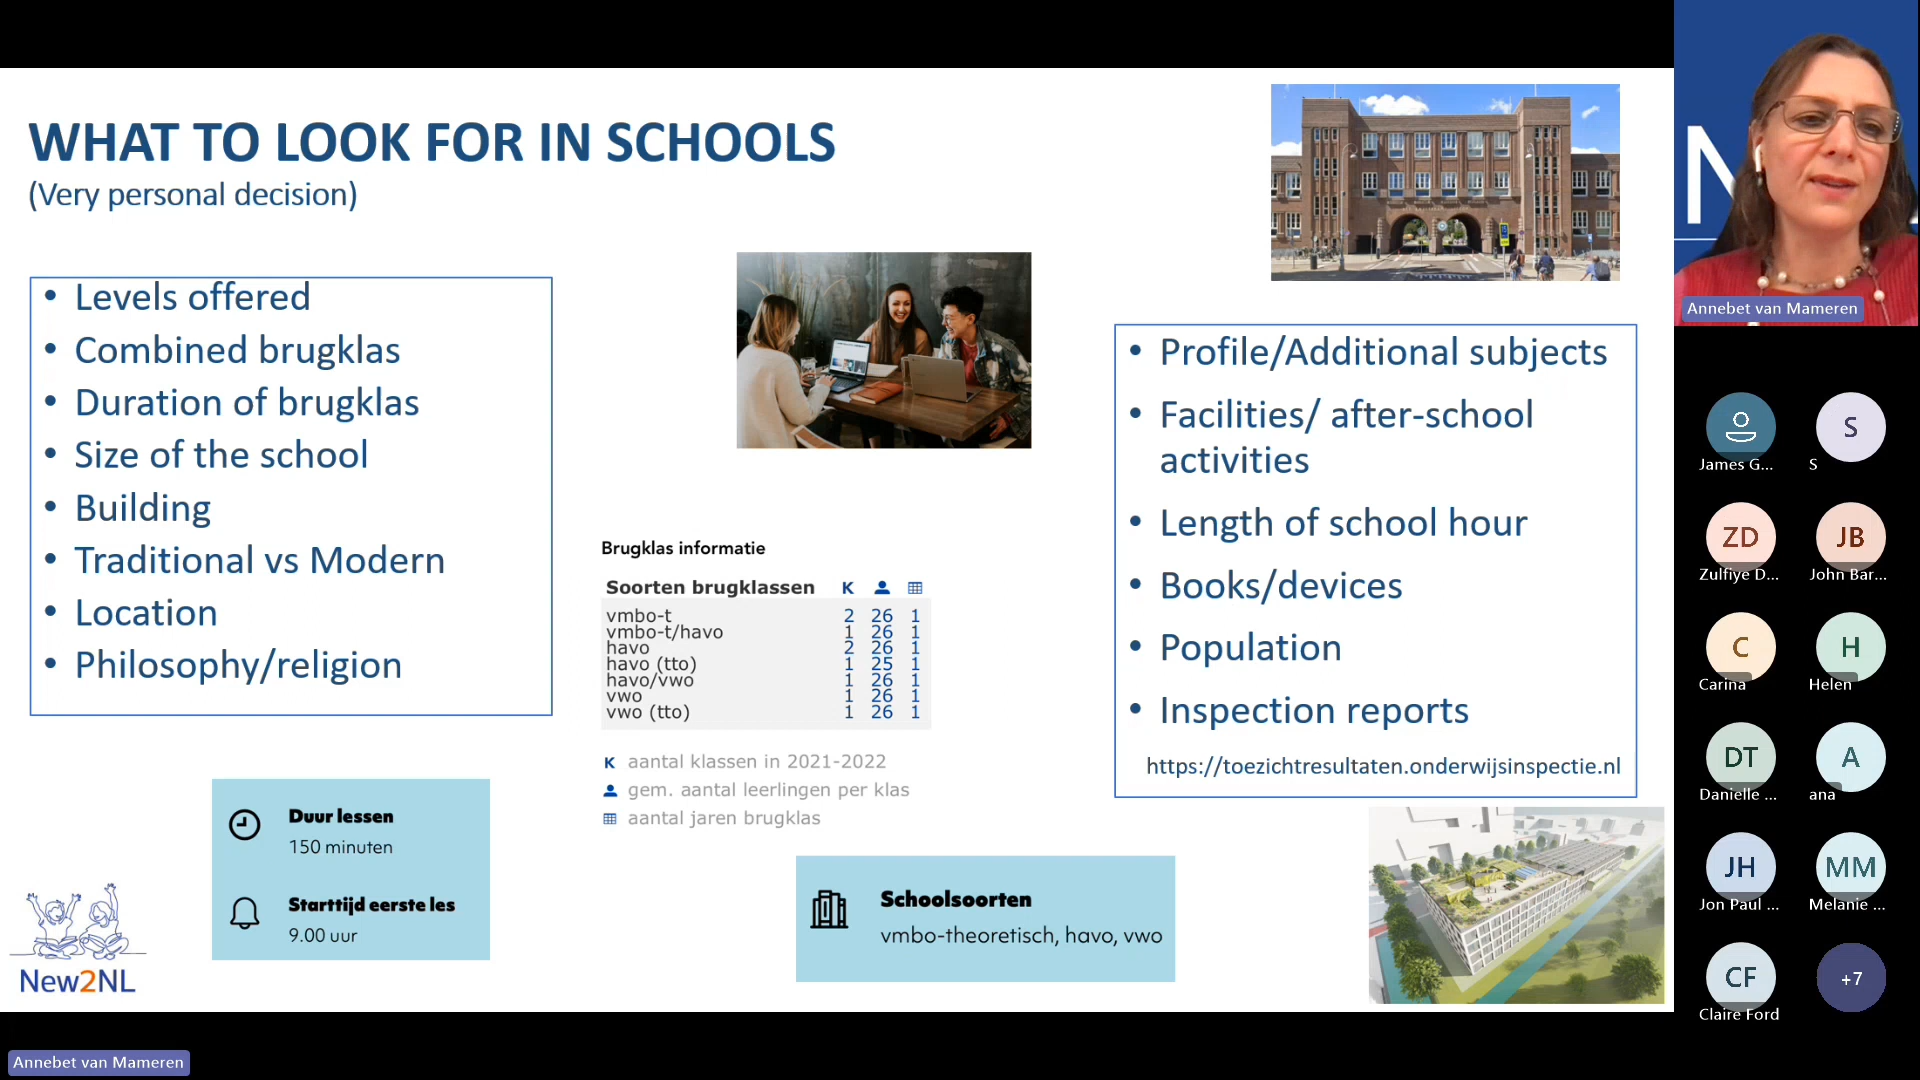 WHAT TO LOOK FOR IN SCHOOLS
(Very personal decision)
• Levels offered
• Combined brugklas
• Duration of brugklas
• Size of the school
• Building
• Traditional vs Modern
• Location
• Philosophy/religion
Brugklas informatie
Soorten brugklassen K
vmbo-t 2 26 1
vmbo-t/havo 1 26 1
havo 2 26 1
havo (tto) 1 25 1
havo/vwo 1 26 1
vwo 1 26 1
vwo (tto) 1 26 1
K aantal klassen in 2021-2022
gem. aantal leerlingen per klas
aantal jaren brugklas
• Profile/Additional subjects
• Facilities/ after-school
activities
• Length of school hour
• Books/devices
• Population
• Inspection reports
https://toezichtresultaten.onderwijsinspectie.nl
Duur lessen
150 minuten
Starttijd eerste les
9.00 uur
Schoolsoorten
vmbo-theoretisch, havo, vwo
New2NL
N
Annebet van Mameren
James G...
S
S
ZD
Zulfiye D...
JB
John Bar...
C
Carina
H
Helen
DT
Danielle ...
A
ana
JH
Jon Paul ...
MM
Melanie ...
CF
Claire Ford
+7
Annebet van Mameren